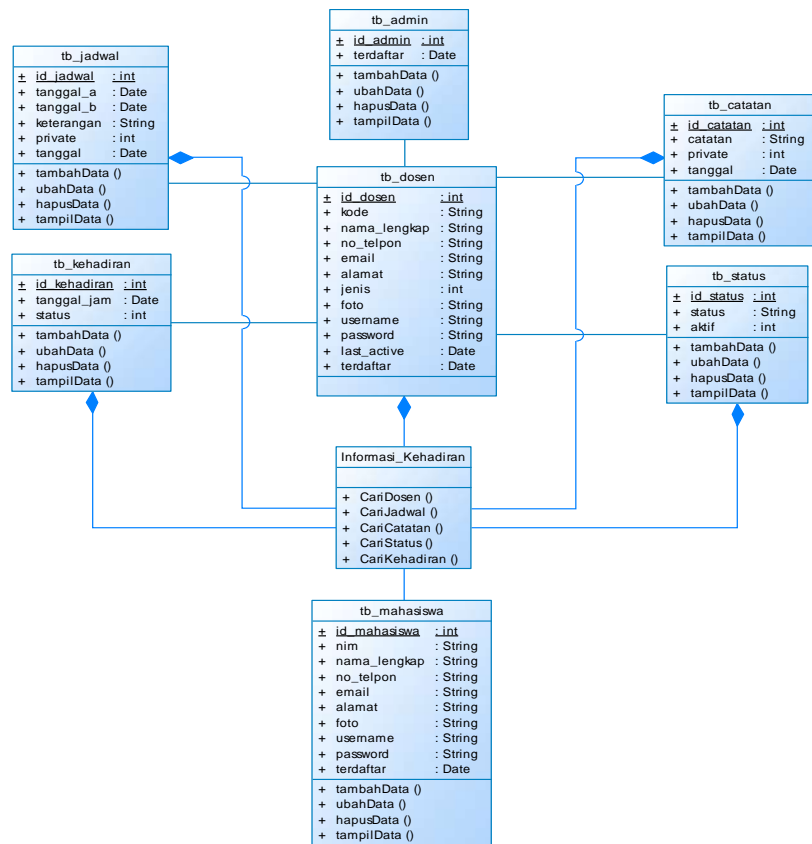 tb_admin
+ id_admin : int
+ terdaftar : Date
+ tambahData ()
+ ubahData ()
+ hapusData ()
+ tampilData ()
tb_jadwal
+ id_jadwal : int
+ tanggal_a : Date
+ tanggal_b : Date
+ keterangan : String
+ private : int
+ tanggal : Date
+ tambahData ()
+ ubahData ()
+ hapusData ()
+ tampilData ()
tb_catatan
+ id_catatan : int
+ catatan : String
+ private : int
+ tanggal : Date
+ tambahData ()
+ ubahData ()
+ hapusData ()
+ tampilData ()
tb_dosen
+ id_dosen : int
+ kode : String
+ nama_lengkap : String
+ no_telpon : String
+ email : String
+ alamat : String
+ jenis : int
+ foto : String
+ username : String
+ password : String
+ last_active : Date
+ terdaftar : Date
tb_kehadiran
+ id_kehadiran : int
+ tanggal_jam : Date
+ status : int
+ tambahData ()
+ ubahData ()
+ hapusData ()
+ tampilData ()
tb_status
+ id_status : int
+ status : String
+ aktif : int
+ tambahData ()
+ ubahData ()
+ hapusData ()
+ tampilData ()
Informasi_Kehadiran
+ CariDosen ()
+ CariJadwal ()
+ CariCatatan ()
+ CariStatus ()
+ CariKehadiran ()
tb_mahasiswa
+ id_mahasiswa : int
+ nim : String
+ nama_lengkap : String
+ no_telpon : String
+ email : String
+ alamat : String
+ foto : String
+ username : String
+ password : String
+ terdaftar : Date
+ tambahData ()
+ ubahData ()
+ hapusData ()
+ tampilData ()